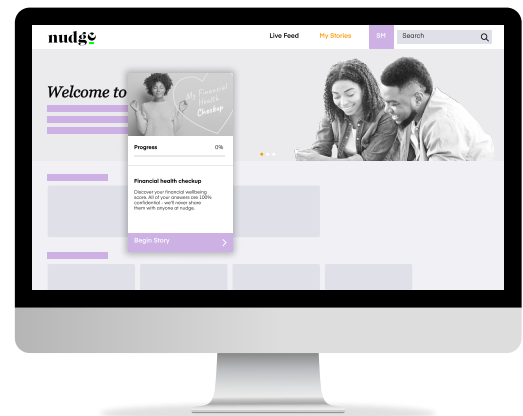 nudge
Live Feed
My Stories
SM
Search
Welcome to
My Financial
Health
Checkup
Progress
0%
Financial health checkup
Discover your financial wellbeing
score. All of your answers are 100%
confidential - we'll never share
them with anyone at nudge.
Begin Story